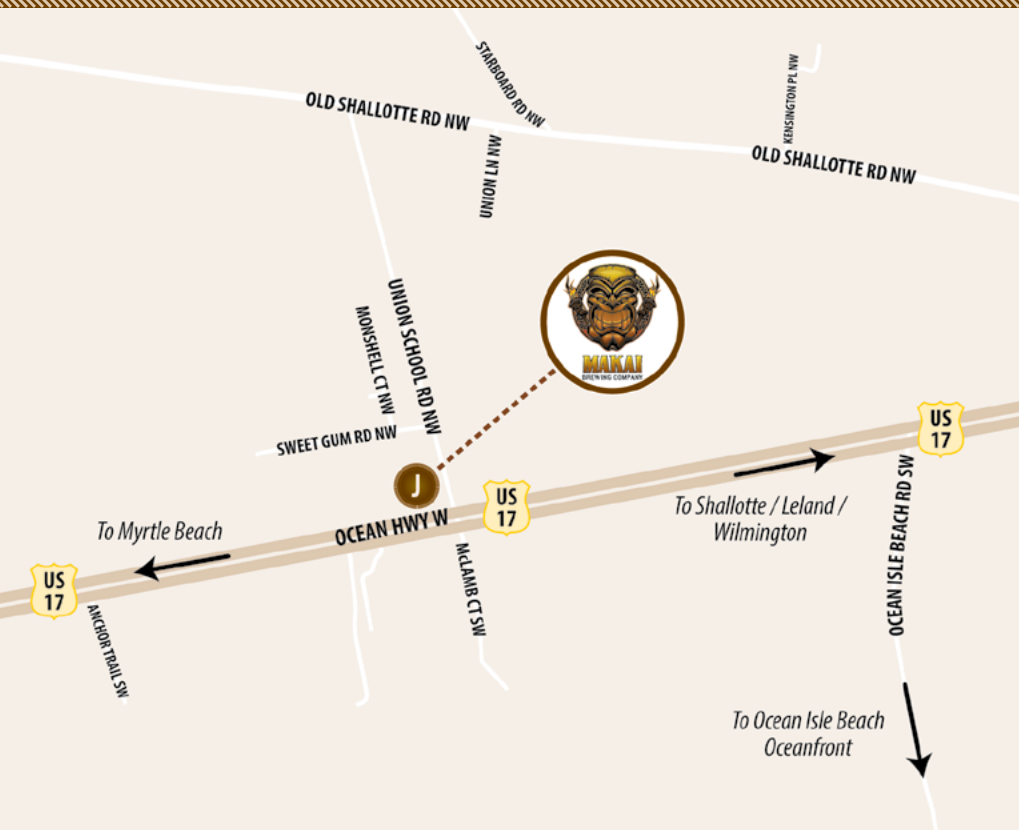 STARBOARD RD NW
KENSINGTON PL NW
OLD SHALLOTTE RD NW
UNION LN NW
OLD SHALLOTTE RD NW
UNION SCHOOL RD NW
MONSHELL CT NW
MAKAI
BREWING COMPANY
SWEET GUM RD NW
US
17
J
US
17
OCEAN HWY W
To Shallotte / Leland /
Wilmington
OCEAN ISLE BEACH RD SW
To Myrtle Beach
McLAMB CT SW
US
17
ANCHOR TRAIL SW
To Ocean Isle Beach
Oceanfront